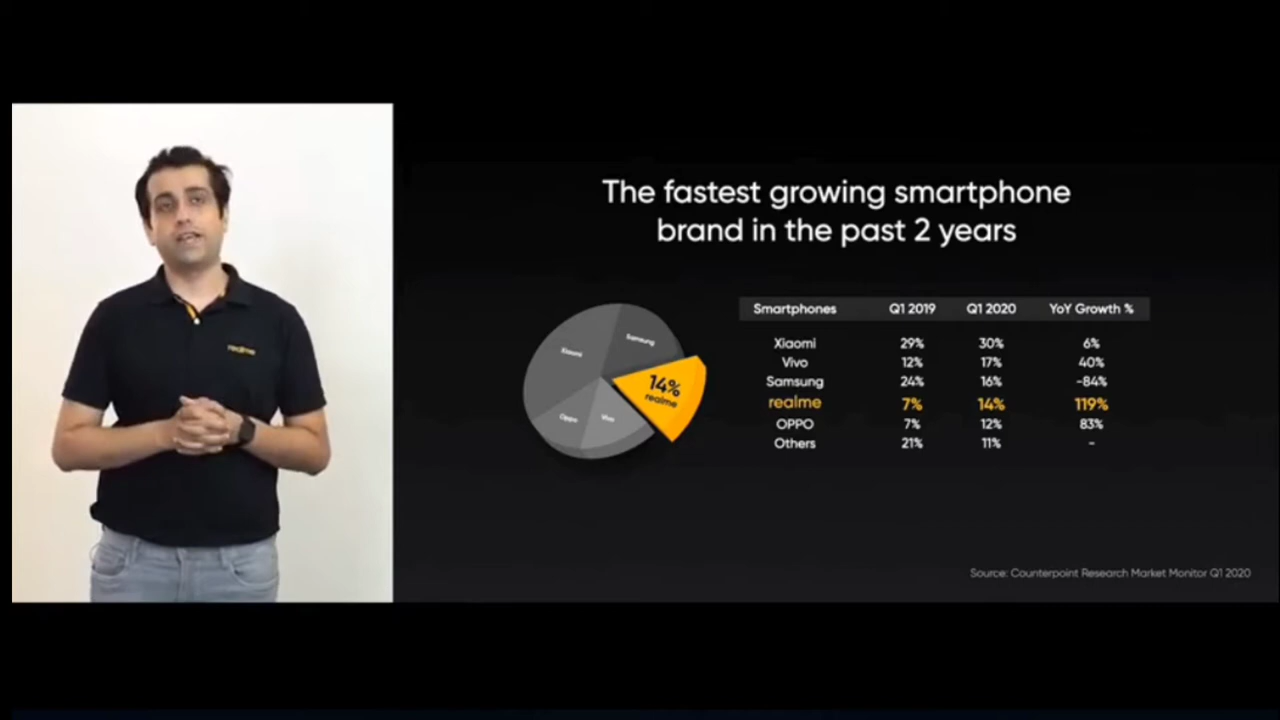 The fastest growing smartphone
brand in the past 2 years
realme
Xiaomi
Samsung
14%
realme
Oppo
Vivo
Smartphones Q1 2019 Q1 2020 YoY Growth %
Xiaomi 29% 30% 6%
Vivo 12% 17% 40%
Samsung 24% 16% -84%
realme 7% 14% 119%
OPPO 7% 12% 83%
Others 21% 11% -
Source: Counterpoint Research Market Monitor Q1 2020